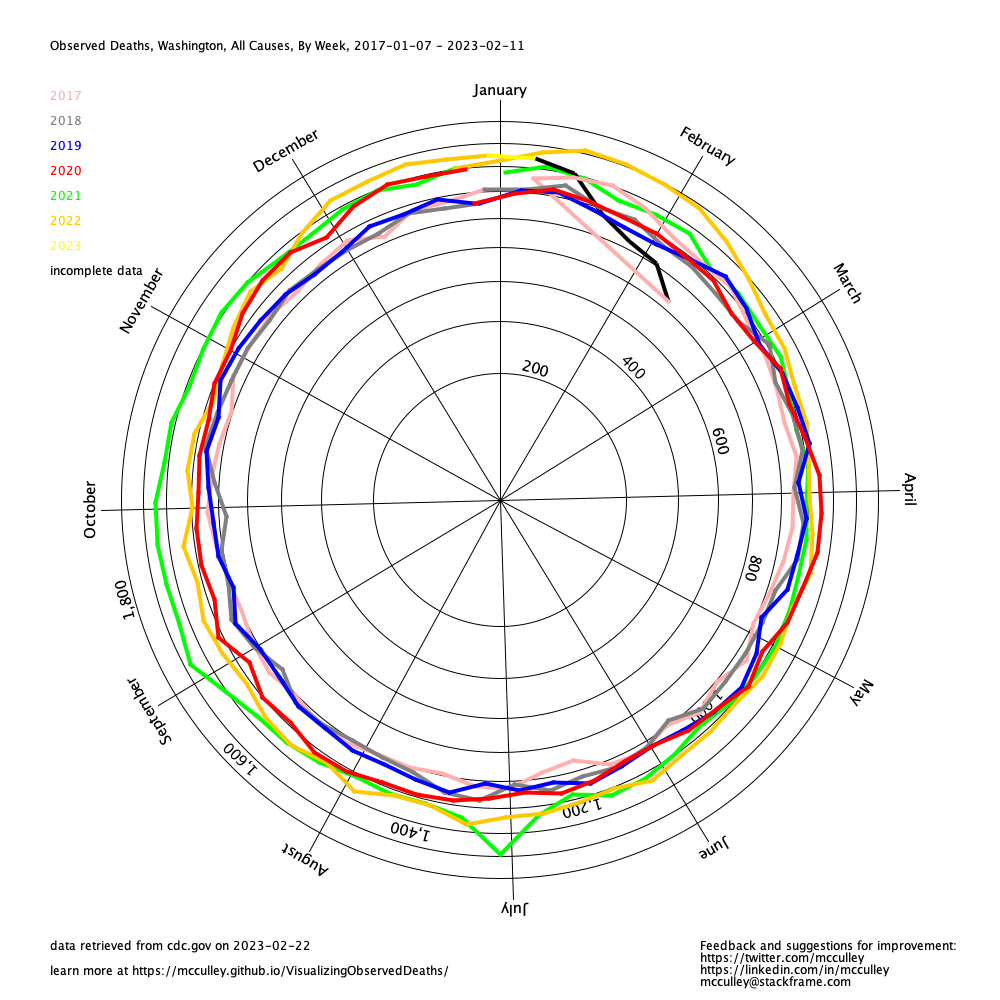 Observed Deaths, Washington, All Causes, By Week, 2017-01-07 - 2023-02-11
January
2017
2018
2019
2020
2021
2022
2023
incomplete data
December
February
November
March
200
400
600
October
April
800
1,800
May
September
1,600
1,200
1,400
June
August
July
data retrieved from cdc.gov on 2023-02-22
learn more at https://mcculley.github.io/VisualizingObservedDeaths/
Feedback and suggestions for improvement:
https://twitter.com/mcculley
https://linkedin.com/in/mcculley
mcculley@stackframe.com